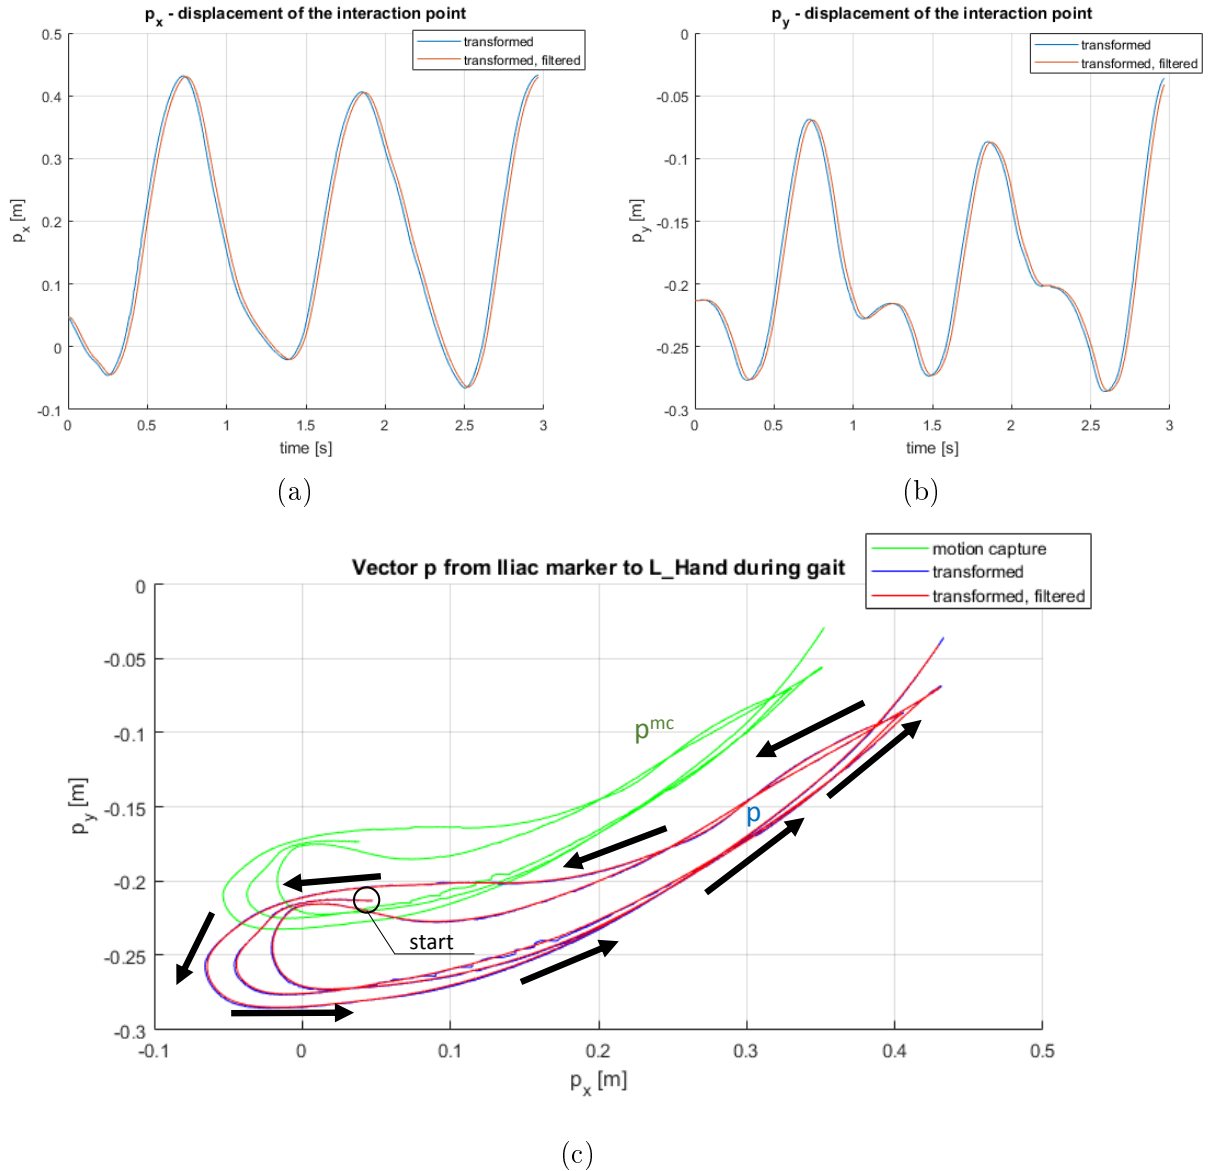 p_x - displacement of the interaction point
transformed
transformed, filtered
0.5
0.4
0.3
0.2
0.1
0
-0.1
p_x [m]
0 0.5 1 1.5 2 2.5 3
time [s]
(a)
p_y - displacement of the interaction point
transformed
transformed, filtered
0
-0.05
-0.1
-0.15
-0.2
-0.25
-0.3
p_y [m]
0 0.5 1 1.5 2 2.5 3
time [s]
(b)
Vector p from Iliac marker to L_Hand during gait
motion capture
transformed
transformed, filtered
0
-0.05
-0.1
-0.15
-0.2
-0.25
-0.3
p_y [m]
p^mc
p
start
-0.1 0 0.1 0.2 0.3 0.4 0.5
p_x [m]
(c)